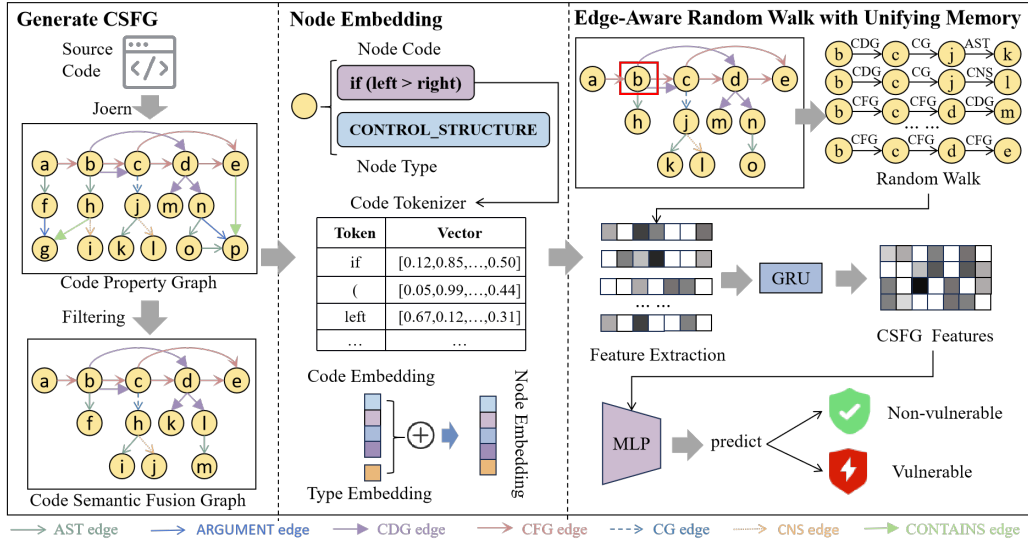 Generate CSFG
Source
Code
Joern
a b c d e
f h j m n
g i k l o p
Code Property Graph
Filtering
a b c d e
f h k l
i j m
Code Semantic Fusion Graph
Node Embedding
Node Code
if (left > right)
CONTROL_STRUCTURE
Node Type
Code Tokenizer
Token Vector
if [0.12,0.85,…,0.50]
( [0.05,0.99,…,0.44]
left [0.67,0.12,…,0.31]
… …
Code Embedding
Type Embedding
Node Embedding
Edge-Aware Random Walk with Unifying Memory
a b c d e
h j m n
k l o
b CDG c CG j AST k
b CDG c CG j CNS l
b CFG c CFG d CDG m
... ...
b CFG c CFG d CFG e
Random Walk
... ...
Feature Extraction
GRU
CSFG Features
MLP
predict
Non-vulnerable
Vulnerable
AST edge ARGUMENT edge CDG edge CFG edge CG edge CNS edge CONTAINS edge